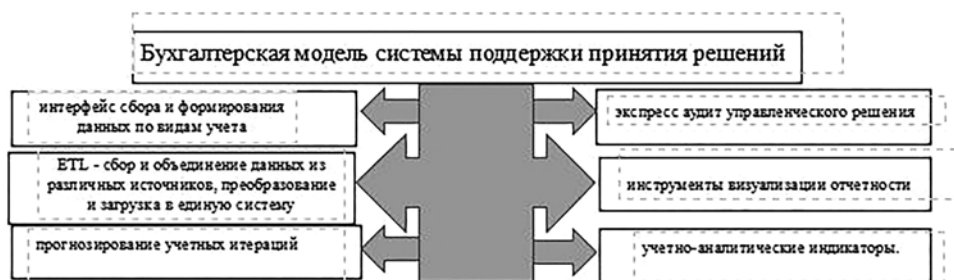 Бухгалтерская модель системы поддержки принятия решений
интерфейс сбора и формирования
данных по видам учета
ETL - сбор и объединение данных из
различных источников, преобразование
и загрузка в единую систему
прогнозирование учетных итераций
экспресс аудит управленческого решения
инструменты визуализации отчетности
учетно-аналитические индикаторы.